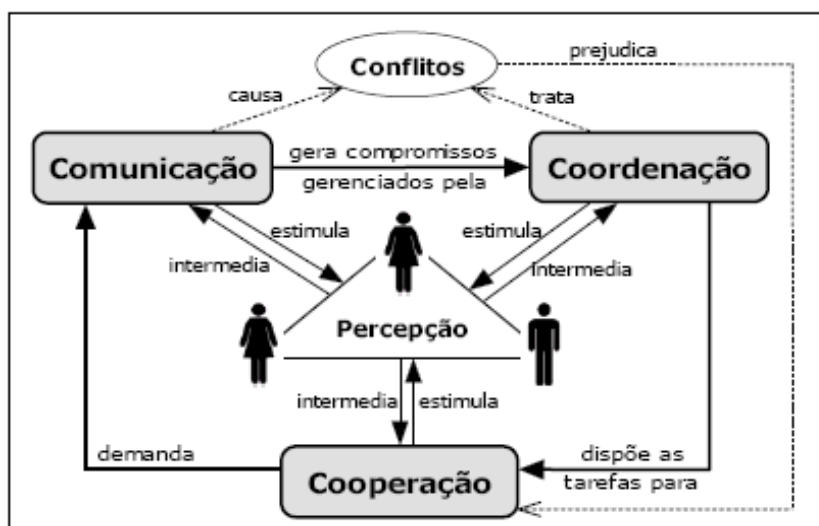 prejudica
Conflitos
causa
trata
Comunicação
gera compromissos
gerenciados pela
Coordenação
estimula
estimula
intermedia
intermedia
Percepção
intermedia
estimula
demanda
dispõe as
tarefas para
Cooperação